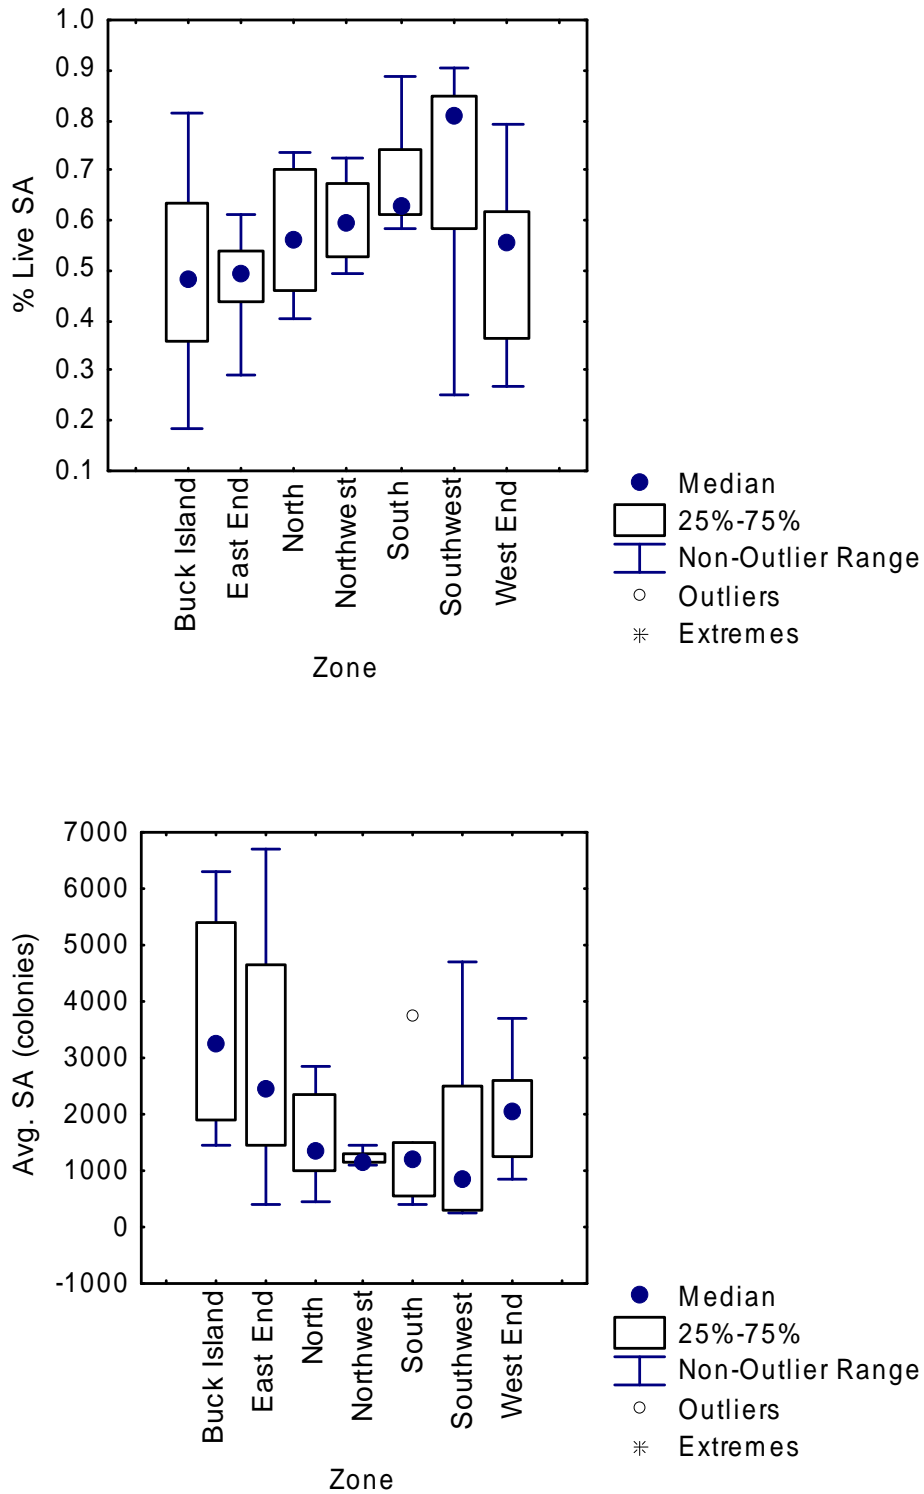 1.0
0.9
0.8
0.7
0.6
0.5
0.4
0.3
0.2
0.1
% Live SA
Buck Island
East End
North
Northwest
South
Southwest
West End
Zone
Median
25%-75%
Non-Outlier Range
Outliers
Extremes
7000
6000
5000
4000
3000
2000
1000
0
-1000
Avg. SA (colonies)
Buck Island
East End
North
Northwest
South
Southwest
West End
Zone
Median
25%-75%
Non-Outlier Range
Outliers
Extremes